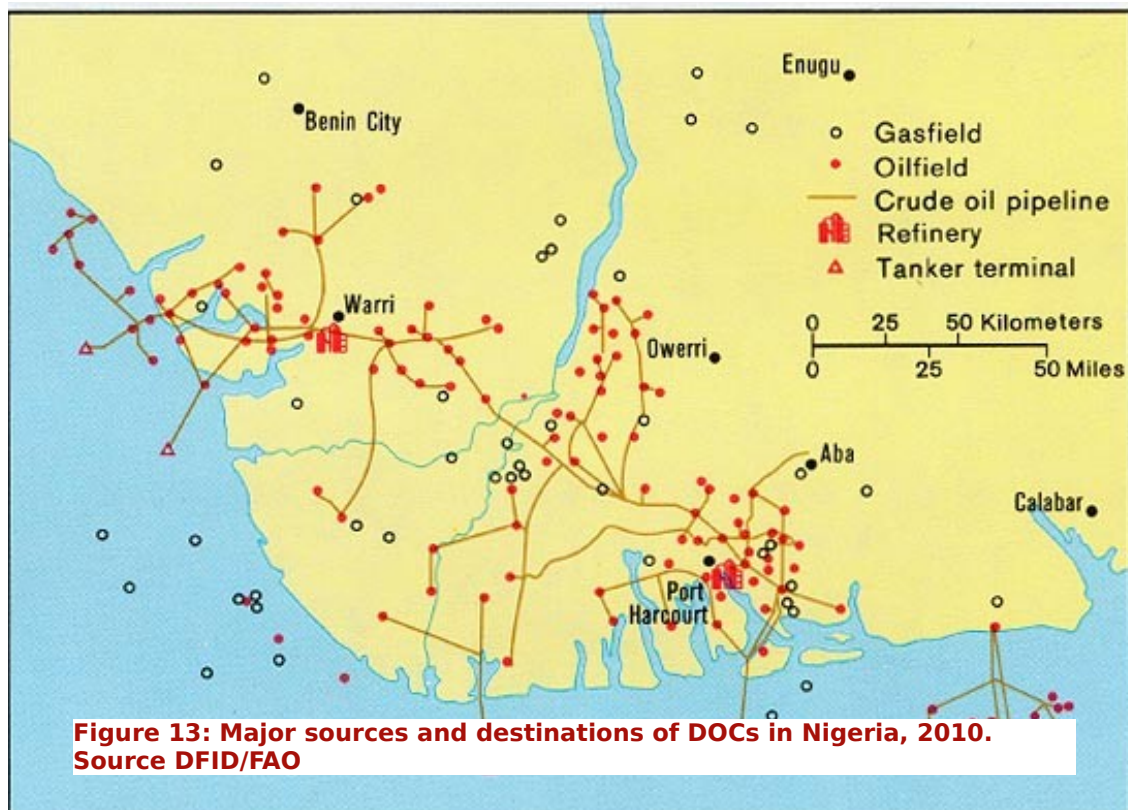 Enugu
Benin City
Gasfield
Oilfield
Crude oil pipeline
Refinery
Tanker terminal
Warri
0 25 50 Kilometers
0 25 50 Miles
Owerri
Aba
Calabar
Port
Harcourt
Figure 13: Major sources and destinations of DOCs in Nigeria, 2010.
Source DFID/FAO